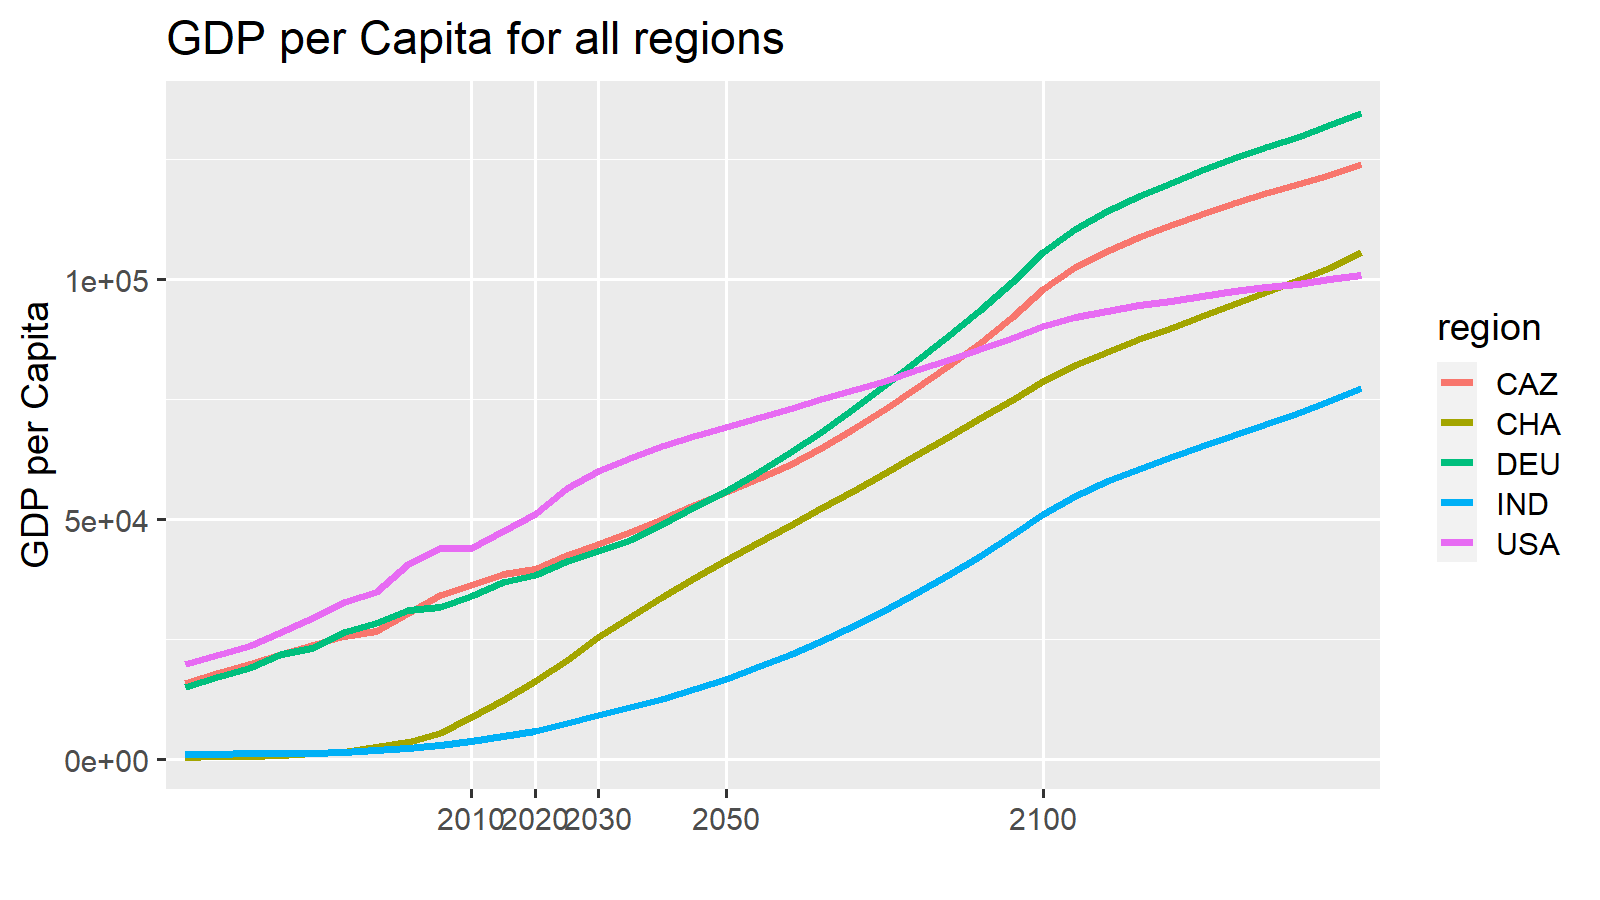 GDP per Capita for all regions
GDP per Capita
1e+05
5e+04
0e+00
2010 2020 2030 2050 2100
region
CAZ
CHA
DEU
IND
USA